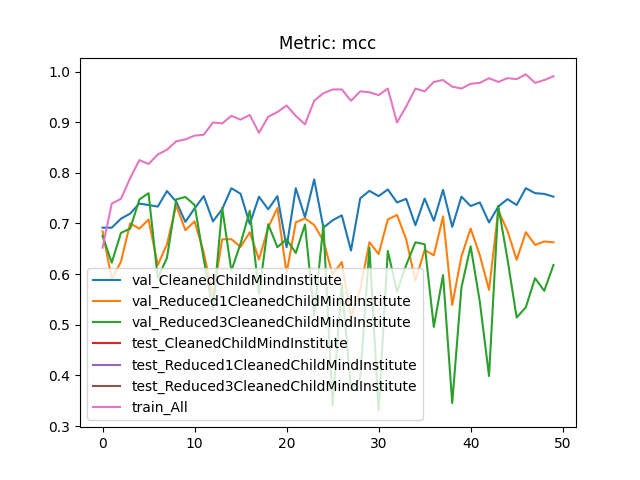 Metric: mcc
1.0
0.9
0.8
0.7
0.6
0.5
0.4
0.3
val_CleanedChildMindInstitute
val_Reduced1CleanedChildMindInstitute
val_Reduced3CleanedChildMindInstitute
test_CleanedChildMindInstitute
test_Reduced1CleanedChildMindInstitute
test_Reduced3CleanedChildMindInstitute
train_All
0 10 20 30 40 50